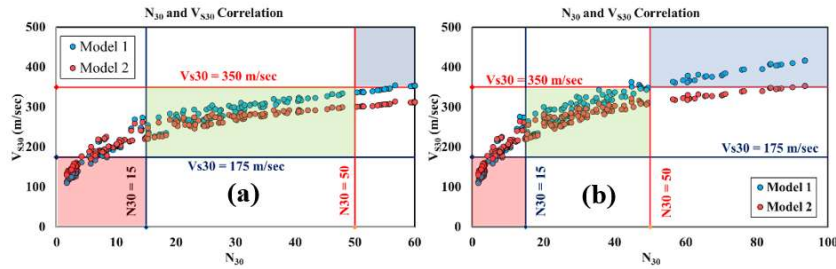 N30 and VS30 Correlation
500
400
300
200
100
0
VS30 (m/sec)
Model 1
Model 2
Vs30 = 350 m/sec
Vs30 = 175 m/sec
N30 = 15
N30 = 50
(a)
0 10 20 30 40 50 60
N30
N30 and VS30 Correlation
500
400
300
200
100
0
VS30 (m/sec)
Vs30 = 350 m/sec
Vs30 = 175 m/sec
N30 = 15
N30 = 50
(b)
Model 1
Model 2
0 20 40 60 80 100
N30